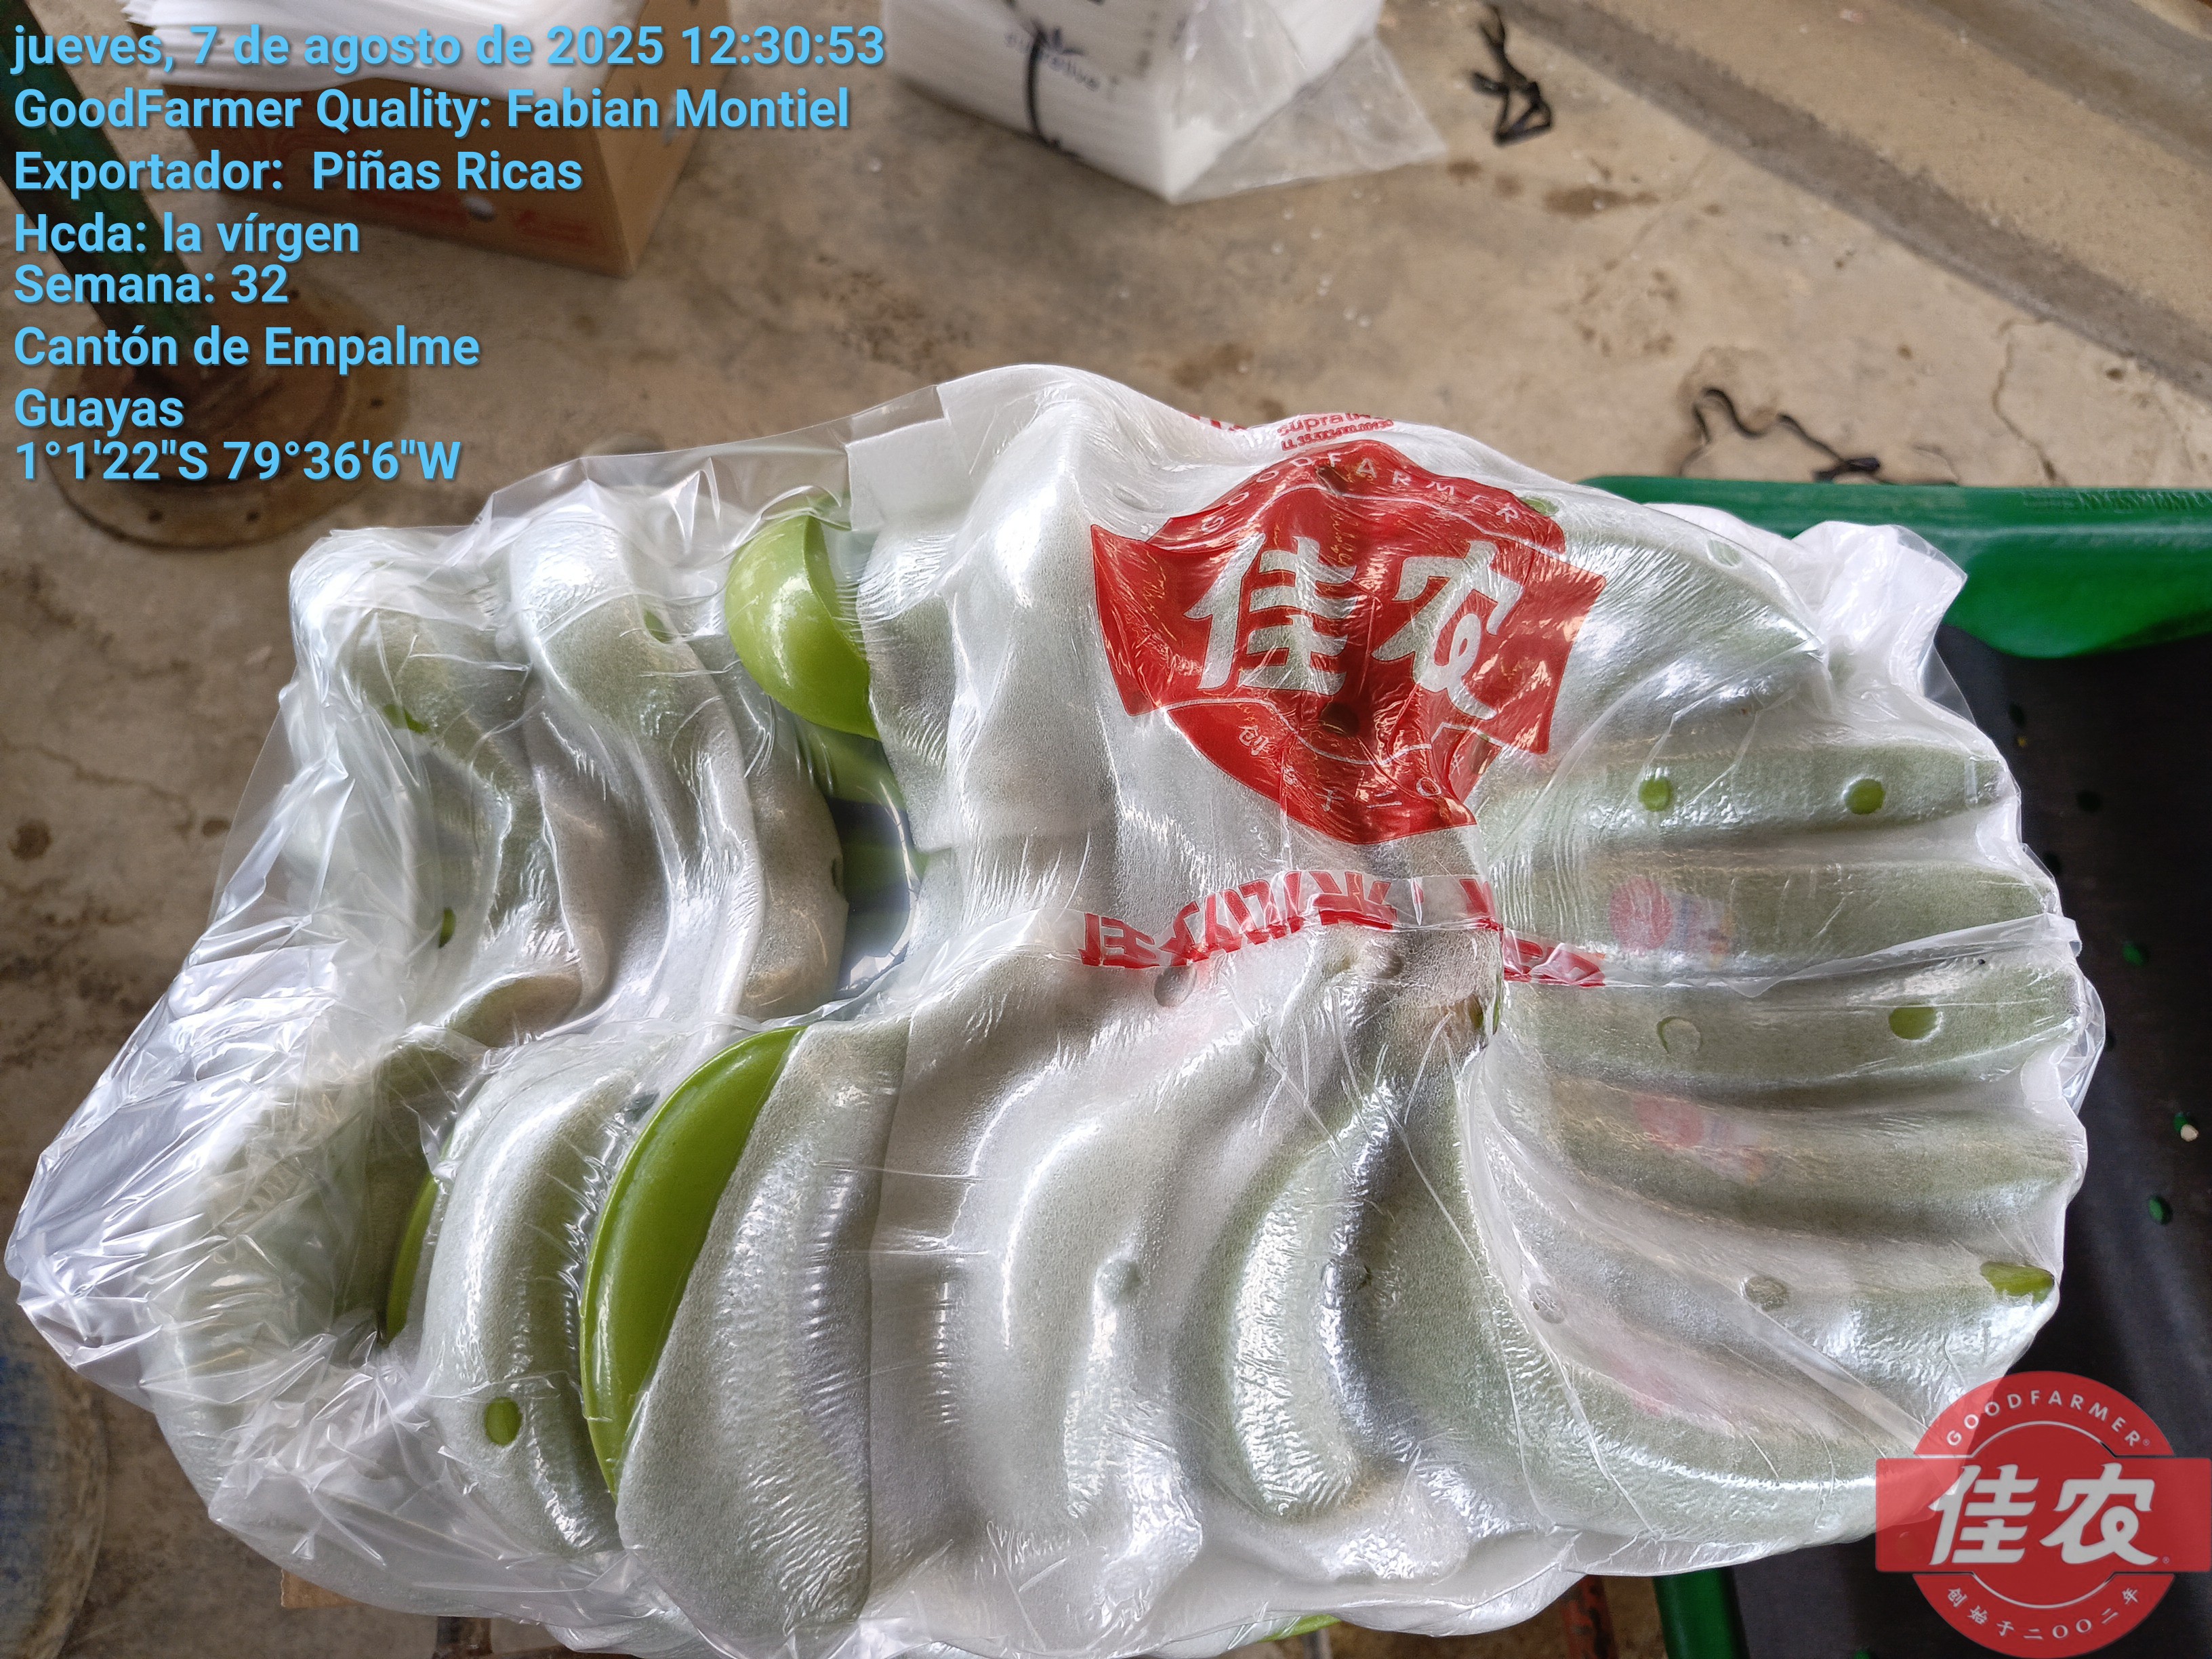 jueves, 7 de agosto de 2025 12:30:53
GoodFarmer Quality: Fabian Montiel
Exportador:  Piñas Ricas
Hcda: la vírgen
Semana: 32
Cantón de Empalme
Guayas
1°1'22"S 79°36'6"W
GOODFARMER
佳农
GOODFARMER®
佳农®
创始于二〇〇二年